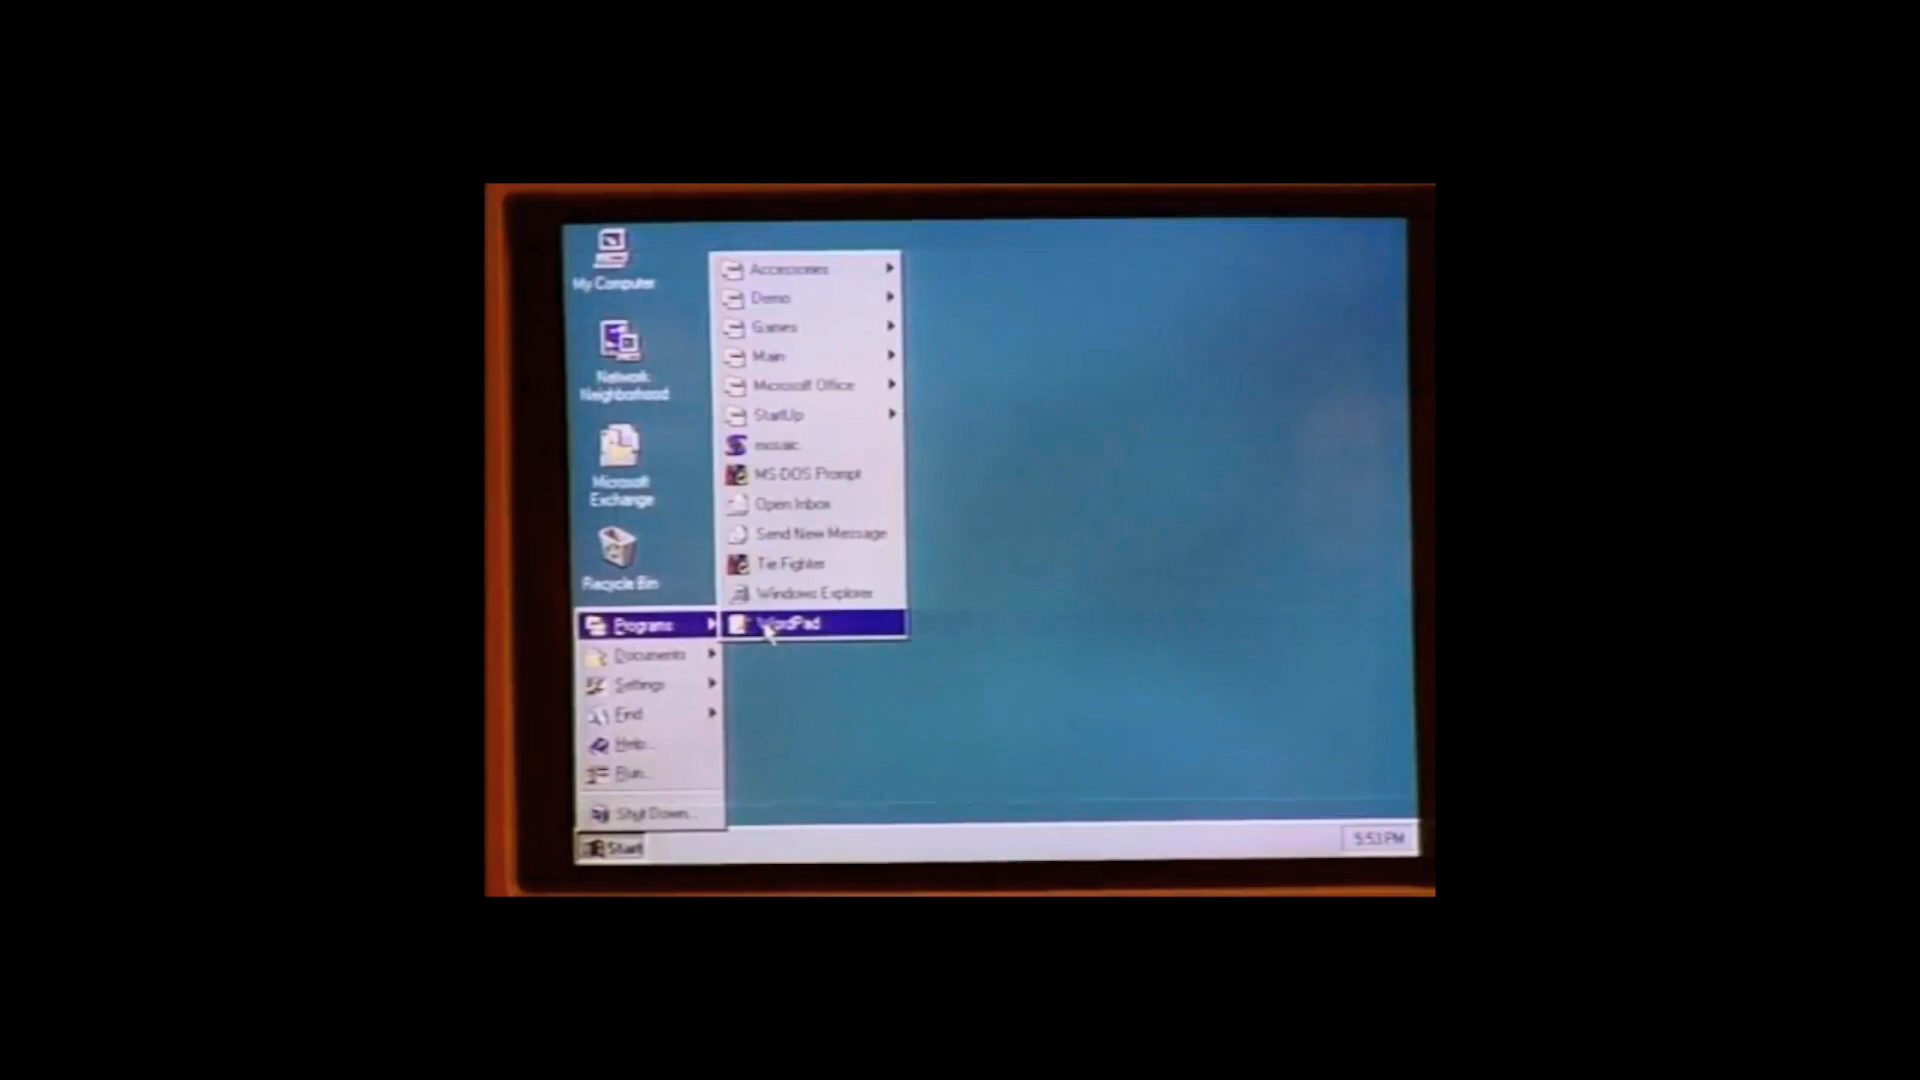 My Computer
Network
Neighborhood
Microsoft
Exchange
Recycle Bin
Accessories
Demo
Games
Main
Microsoft Office
StartUp
mosaic
MS-DOS Prompt
Open Inbox
Send New Message
Tie Fighter
Windows Explorer
WordPad
Programs
Documents
Settings
Find
Help...
Run...
Shut Down...
Start
5:53 PM